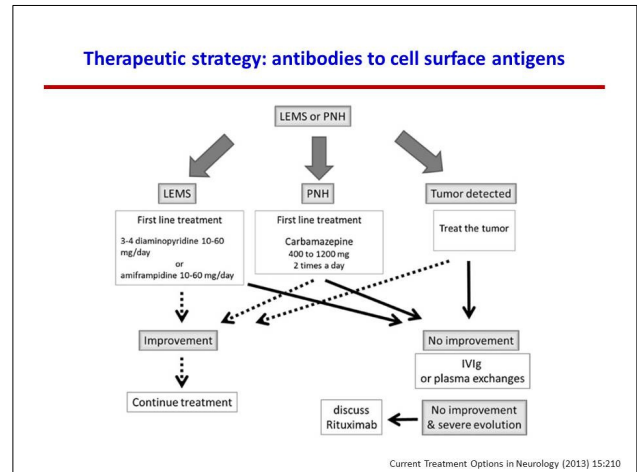 Therapeutic strategy: antibodies to cell surface antigens
LEMS or PNH
LEMS
PNH
Tumor detected
First line treatment
3-4 diaminopyridine 10-60
mg/day
or
amiframpidine 10-60 mg/day
First line treatment
Carbamazepine
400 to 1200 mg
2 times a day
Treat the tumor
Improvement
No improvement
IVIg
or plasma exchanges
Continue treatment
discuss
Rituximab
No improvement
& severe evolution
Current Treatment Options in Neurology (2013) 15:210